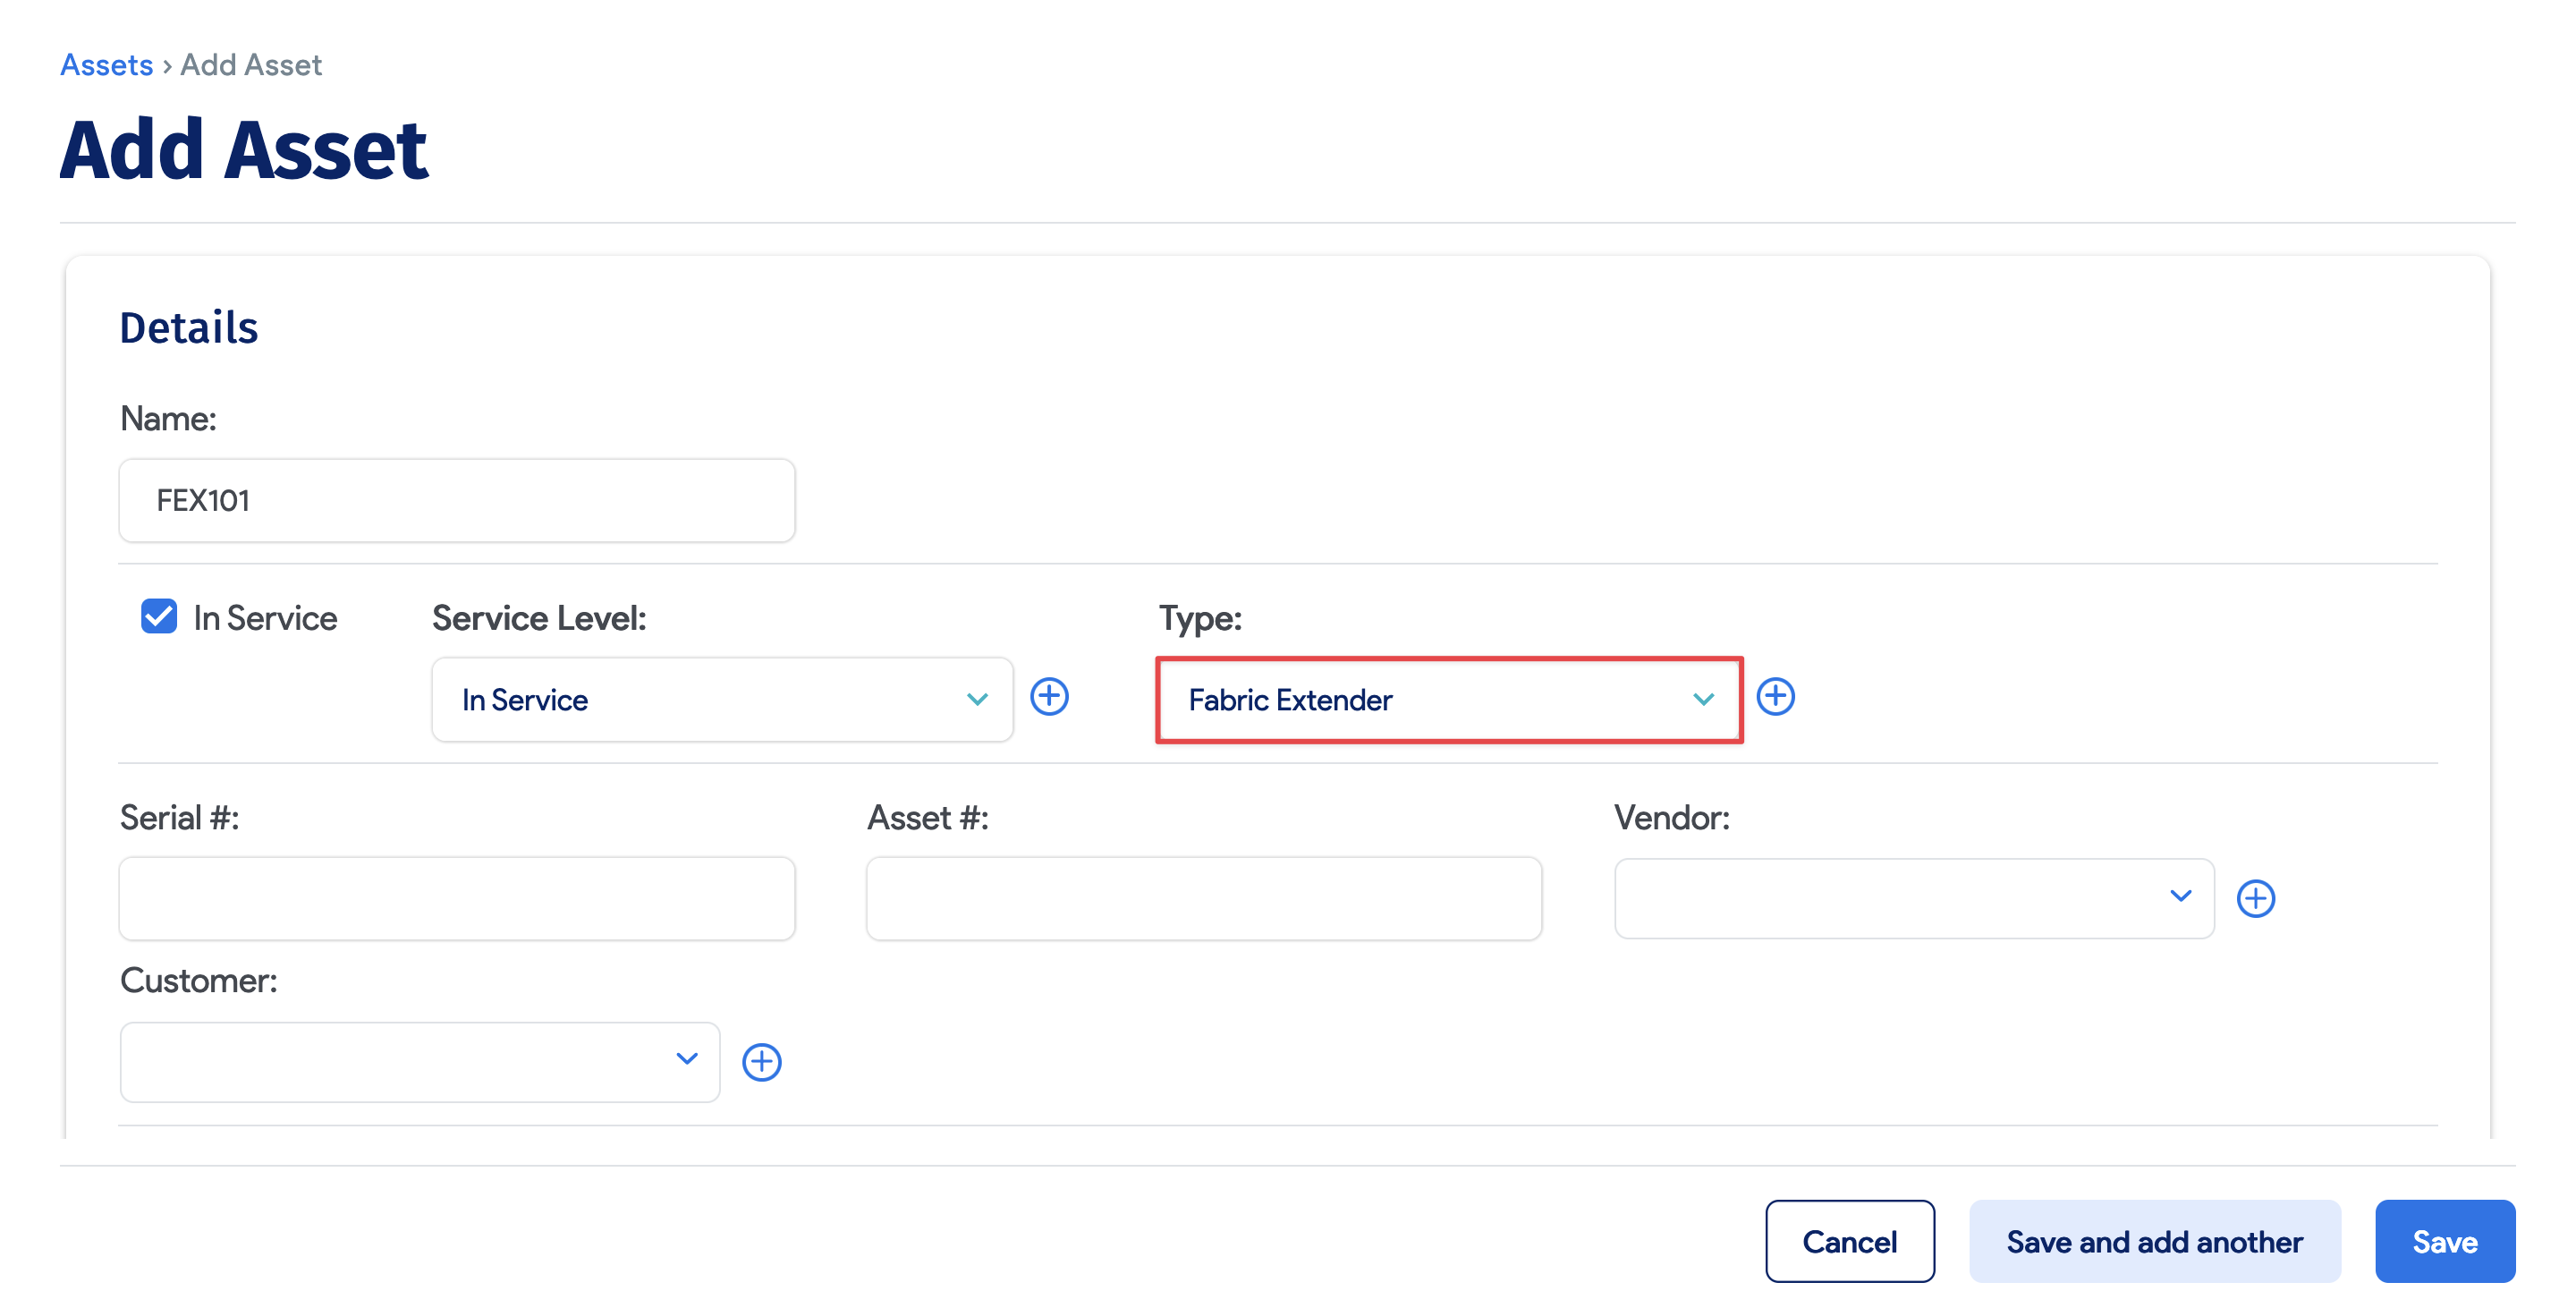 Assets › Add Asset
Add Asset
Details
Name:
FEX101
In Service
Service Level:
Type:
In Service
Fabric Extender
Serial #:
Asset #:
Vendor:
Customer:
Cancel
Save and add another
Save